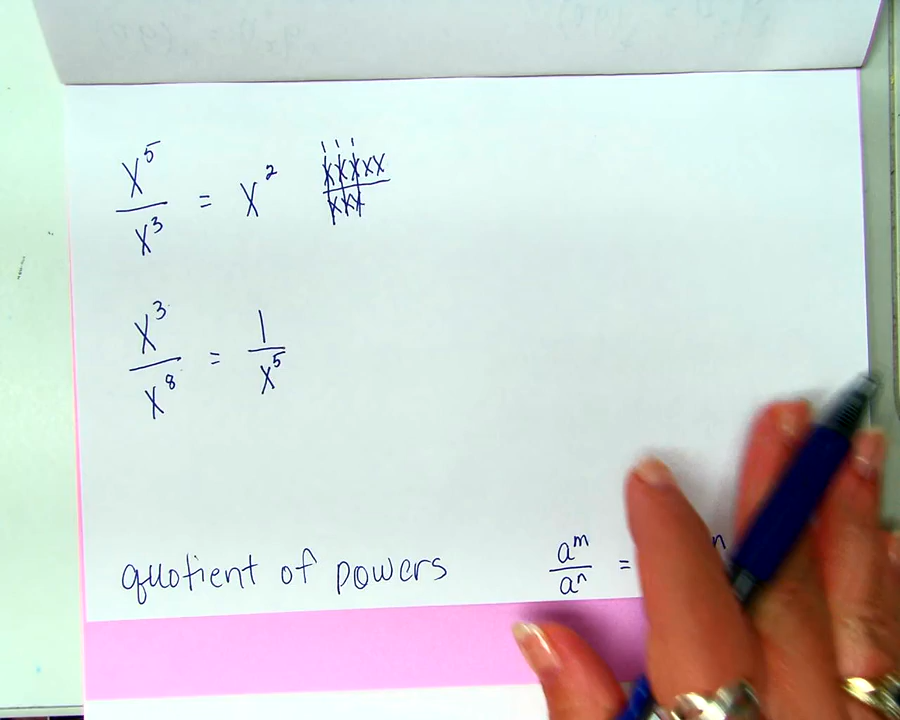 x^5/x^3 = x^2 xxxxx/xxx
x^3/x^8 = 1/x^5
quotient of powers a^m/a^n = n